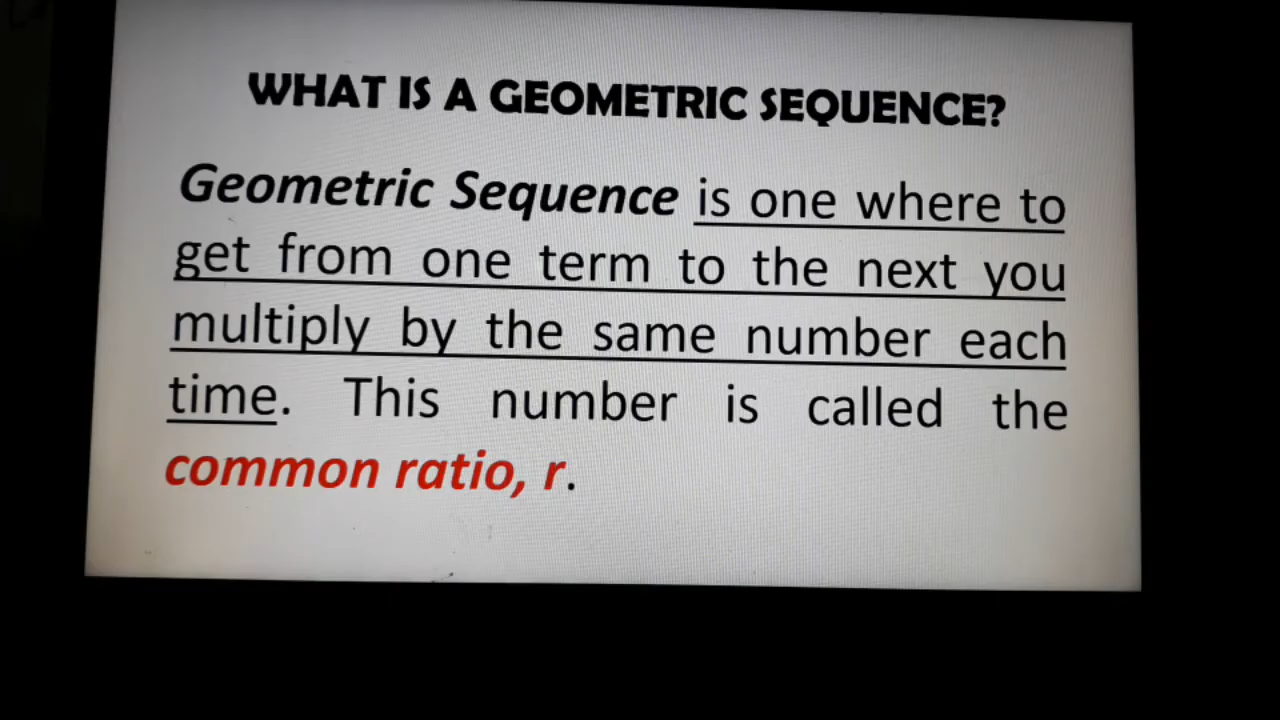 WHAT IS A GEOMETRIC SEQUENCE?
Geometric Sequence is one where to
get from one term to the next you
multiply by the same number each
time. This number is called the
common ratio, r.